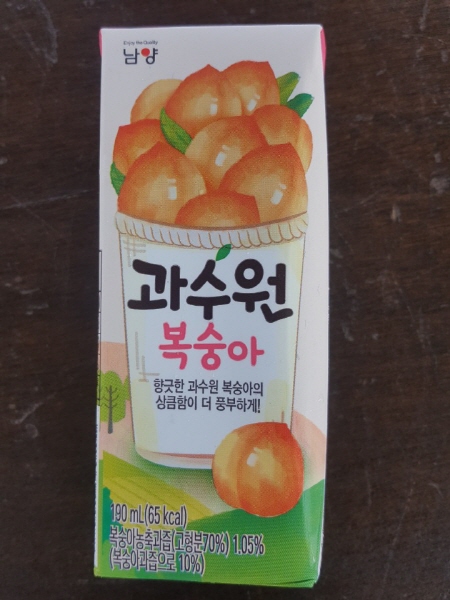 Enjoy the Quality
남양
과수원
복숭아
향긋한 과수원 복숭아의
상큼함이 더 풍부하게!
190 mL(65 kcal)
복숭아농축과즙(고형분70%) 1.05%
(복숭아과즙으로 10%)